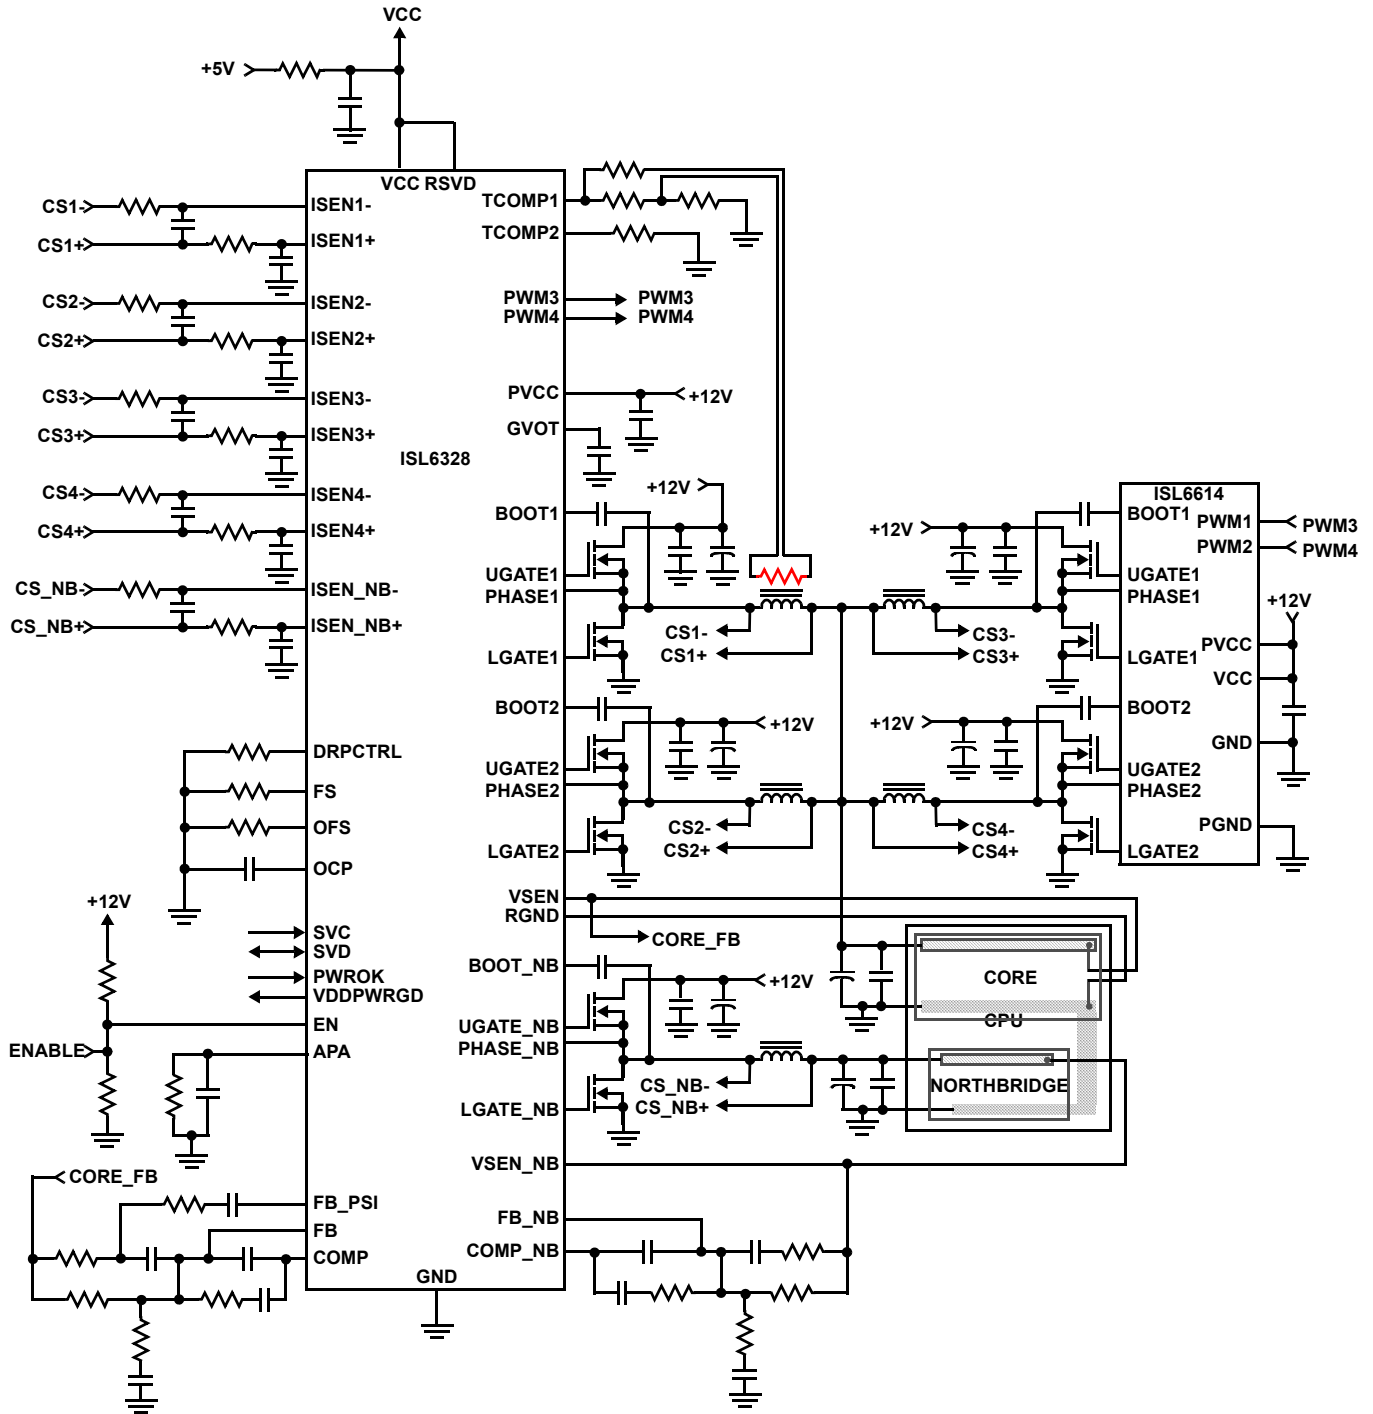 VCC
+5V
VCC RSVD
CS1-
ISEN1-
TCOMP1
CS1+
ISEN1+
TCOMP2
CS2-
ISEN2-
PWM3
PWM3
PWM4
PWM4
CS2+
ISEN2+
CS3-
ISEN3-
PVCC
+12V
CS3+
ISEN3+
GVOT
ISL6328
CS4-
ISEN4-
+12V
ISL6614
CS4+
ISEN4+
BOOT1
+12V
BOOT1
PWM1
PWM3
PWM2
PWM4
CS_NB-
ISEN_NB-
UGATE1
UGATE1
PHASE1
PHASE1
+12V
CS_NB+
ISEN_NB+
CS1-
CS3-
LGATE1
CS1+
CS3+
LGATE1
PVCC
VCC
BOOT2
BOOT2
+12V
+12V
DRPCTRL
GND
UGATE2
UGATE2
FS
PHASE2
PHASE2
OFS
CS2-
CS4-
PGND
LGATE2
CS2+
CS4+
LGATE2
OCP
+12V
VSEN
RGND
SVC
CORE_FB
SVD
BOOT_NB
PWROK
+12V
CORE
VDDPWRGD
EN
UGATE_NB
CPU
ENABLE
APA
PHASE_NB
CS_NB-
NORTHBRIDGE
LGATE_NB
CS_NB+
CORE_FB
VSEN_NB
FB_PSI
FB_NB
FB
COMP
COMP_NB
GND